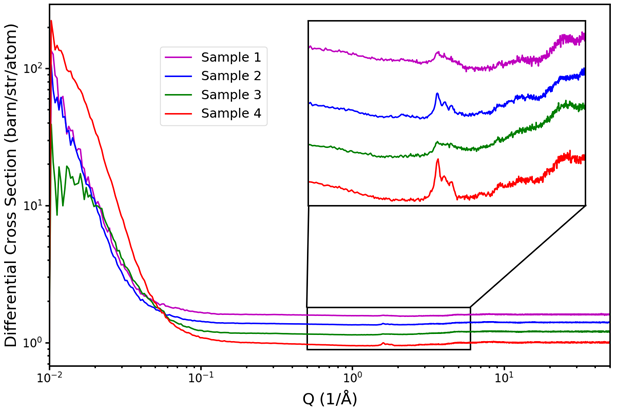 Differential Cross Section (barn/str/atom)
10²
10¹
10⁰
Sample 1
Sample 2
Sample 3
Sample 4
10⁻² 10⁻¹ 10⁰ 10¹
Q (1/Å)